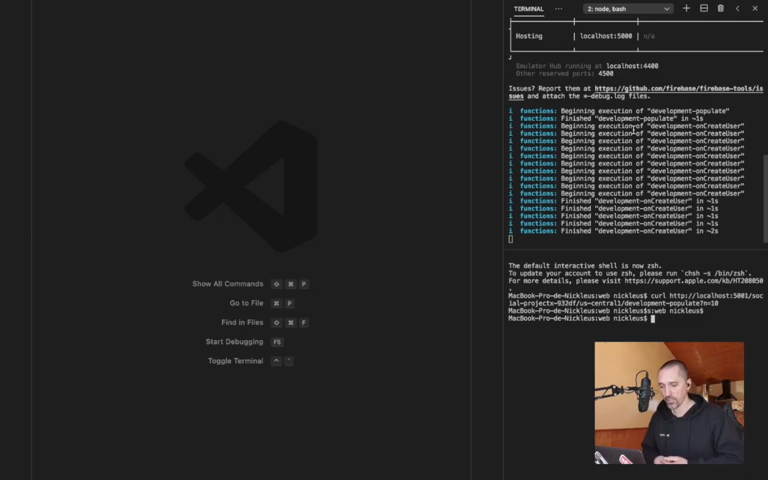 TERMINAL
2: node, bash
Hosting | localhost:5000 | n/a
Emulator Hub running at localhost:4400
Other reserved ports: 4500
Issues? Report them at https://github.com/firebase/firebase-tools/is
sues and attach the *-debug.log files.
i functions: Beginning execution of "development-populate"
i functions: Finished "development-populate" in ~1s
i functions: Beginning execution of "development-onCreateUser"
i functions: Beginning execution of "development-onCreateUser"
i functions: Beginning execution of "development-onCreateUser"
i functions: Beginning execution of "development-onCreateUser"
i functions: Beginning execution of "development-onCreateUser"
i functions: Beginning execution of "development-onCreateUser"
i functions: Beginning execution of "development-onCreateUser"
i functions: Beginning execution of "development-onCreateUser"
i functions: Beginning execution of "development-onCreateUser"
i functions: Beginning execution of "development-onCreateUser"
i functions: Finished "development-onCreateUser" in ~1s
i functions: Finished "development-onCreateUser" in ~1s
i functions: Finished "development-onCreateUser" in ~1s
i functions: Finished "development-onCreateUser" in ~1s
i functions: Finished "development-onCreateUser" in ~2s
The default interactive shell is now zsh.
To update your account to use zsh, please run `chsh -s /bin/zsh`.
For more details, please visit https://support.apple.com/kb/HT208050
.
MacBook-Pro-de-Nickleus:web nickleus$ curl http://localhost:5001/soc
ial-projectx-932df/us-central1/development-populate?n=10
MacBook-Pro-de-Nickleus:web nickleus$s:web nickleus$
MacBook-Pro-de-Nickleus:web nickleus$
Show All Commands ⇧ ⌘ P
Go to File ⌘ P
Find in Files ⇧ ⌘ F
Start Debugging F5
Toggle Terminal ^ `